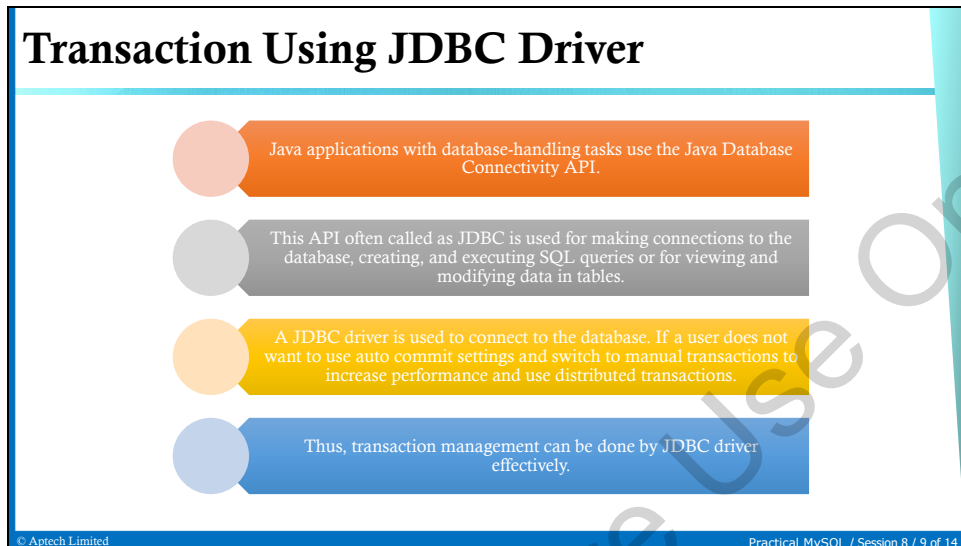 Transaction Using JDBC Driver
Java applications with database-handling tasks use the Java Database
Connectivity API.
This API often called as JDBC is used for making connections to the
database, creating, and executing SQL queries or for viewing and
modifying data in tables.
A JDBC driver is used to connect to the database. If a user does not
want to use auto commit settings and switch to manual transactions to
increase performance and use distributed transactions.
Thus, transaction management can be done by JDBC driver
effectively.
© Aptech Limited
Practical MySQL / Session 8 / 9 of 14
Use